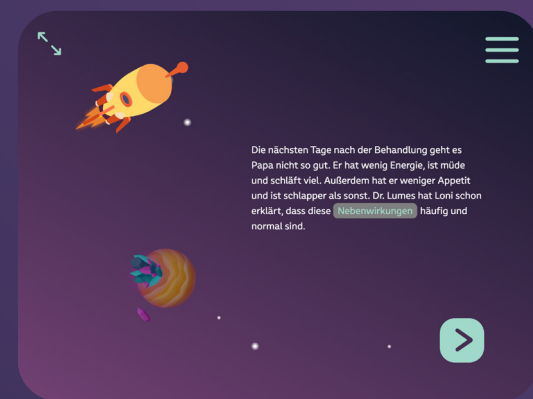 Die nächsten Tage nach der Behandlung geht es
Papa nicht so gut. Er hat wenig Energie, ist müde
und schläft viel. Außerdem hat er weniger Appetit
und ist schlapper als sonst. Dr. Lumes hat Loni schon
erklärt, dass diese Nebenwirkungen häufig und
normal sind.